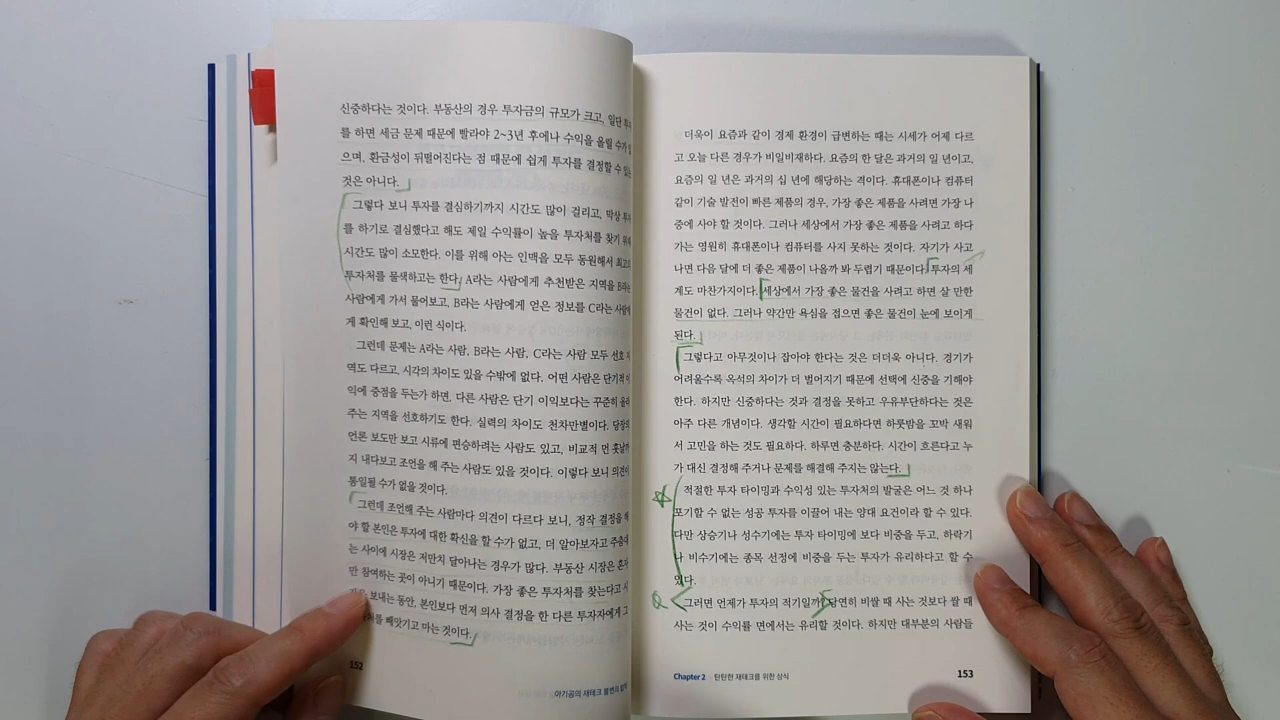 신중하다는 것이다. 부동산의 경우 투자금의 규모가 크고, 일단
를 하면 세금 문제 때문에 빨라야 2~3년 후에나 수익을 올릴 수가
으며, 환금성이 뒤떨어진다는 점 때문에 쉽게 투자를 결정할 수 있는
것은 아니다.
그렇다 보니 투자를 결심하기까지 시간도 많이 걸리고, 막상
를 하기로 결심했다고 해도 제일 수익률이 높을 투자처를 찾기
시간도 많이 소모한다. 이를 위해 아는 인맥을 모두 동원해서 최고의
투자처를 물색하고는 한다. A라는 사람에게 추천받은 지역을 B라는
사람에게 가서 물어보고, B라는 사람에게 얻은 정보를 C라는 사람에
게 확인해 보고, 이런 식이다.
그런데 문제는 A라는 사람, B라는 사람, C라는 사람 모두 선호
역도 다르고, 시각의 차이도 있을 수밖에 없다. 어떤 사람은 단기적
익에 중점을 두는가 하면, 다른 사람은 단기 이익보다는 꾸준히
주는 지역을 선호하기도 한다. 실력의 차이도 천차만별이다. 당장의
언론 보도만 보고 시류에 편승하려는 사람도 있고, 비교적 먼
지 내다보고 조언을 해 주는 사람도 있을 것이다. 이렇다 보니 의견이
통일될 수가 없을 것이다.
그런데 조언해 주는 사람마다 의견이 다르다 보니, 정작 결정을
야 할 본인은 투자에 대한 확신을 할 수가 없고, 더 알아보자고
는 사이에 시장은 저만치 달아나는 경우가 많다. 부동산 시장은 혼자
만 참여하는 곳이 아니기 때문이다. 가장 좋은 투자처를 찾는다고
보내는 동안, 본인보다 먼저 의사 결정을 한 다른 투자자에게
빼앗기고 마는 것이다.
152
아기곰의 재테크 불변의 법칙
더욱이 요즘과 같이 경제 환경이 급변하는 때는 시세가 어제 다르
고 오늘 다른 경우가 비일비재하다. 요즘의 한 달은 과거의 일 년이고,
요즘의 일 년은 과거의 십 년에 해당하는 격이다. 휴대폰이나 컴퓨터
같이 기술 발전이 빠른 제품의 경우, 가장 좋은 제품을 사려면 가장 나
중에 사야 할 것이다. 그러나 세상에서 가장 좋은 제품을 사려고 하다
가는 영원히 휴대폰이나 컴퓨터를 사지 못하는 것이다. 자기가 사고
나면 다음 달에 더 좋은 제품이 나올까 봐 두렵기 때문이다. 투자의 세
계도 마찬가지이다. 세상에서 가장 좋은 물건을 사려고 하면 살 만한
물건이 없다. 그러나 약간만 욕심을 접으면 좋은 물건이 눈에 보이게
된다.
그렇다고 아무것이나 잡아야 한다는 것은 더더욱 아니다. 경기가
어려울수록 옥석의 차이가 더 벌어지기 때문에 선택에 신중을 기해야
한다. 하지만 신중하다는 것과 결정을 못하고 우유부단하다는 것은
아주 다른 개념이다. 생각할 시간이 필요하다면 하룻밤을 꼬박 새워
서 고민을 하는 것도 필요하다. 하루면 충분하다. 시간이 흐른다고 누
가 대신 결정해 주거나 문제를 해결해 주지는 않는다.
적절한 투자 타이밍과 수익성 있는 투자처의 발굴은 어느 것 하나
포기할 수 없는 성공 투자를 이끌어 내는 양대 요건이라 할 수 있다.
다만 상승기나 성수기에는 투자 타이밍에 보다 비중을 두고, 하락기
나 비수기에는 종목 선정에 비중을 두는 투자가 유리하다고 할 수
있다.
그러면 언제가 투자의 적기일까? 당연히 비쌀 때 사는 것보다 쌀 때
사는 것이 수익률 면에서는 유리할 것이다. 하지만 대부분의 사람들
Chapter 2 탄탄한 재테크를 위한 상식
153